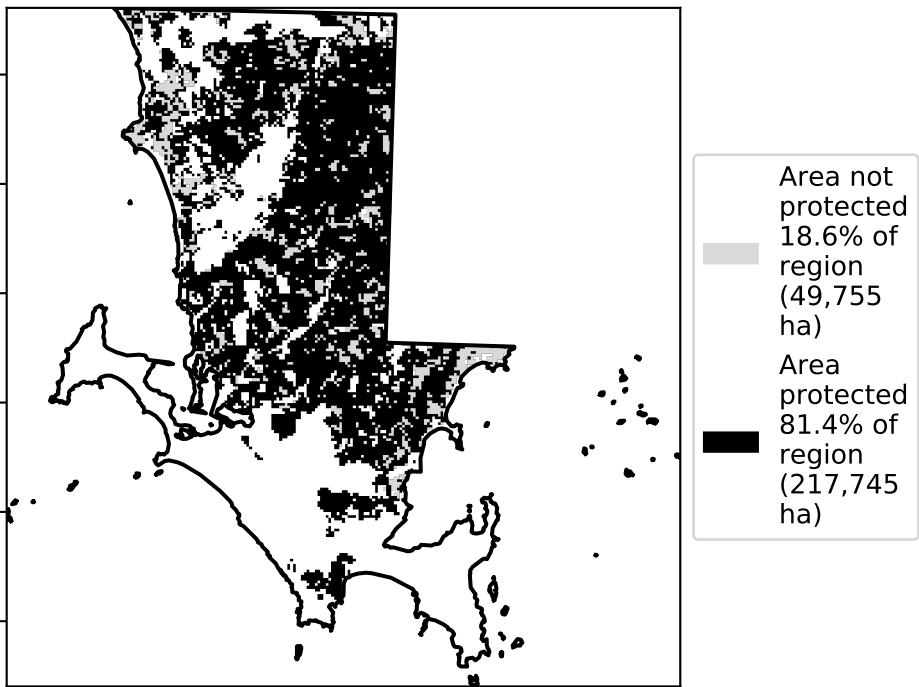 Area not
protected
18.6% of
region
(49,755
ha)
Area
protected
81.4% of
region
(217,745
ha)